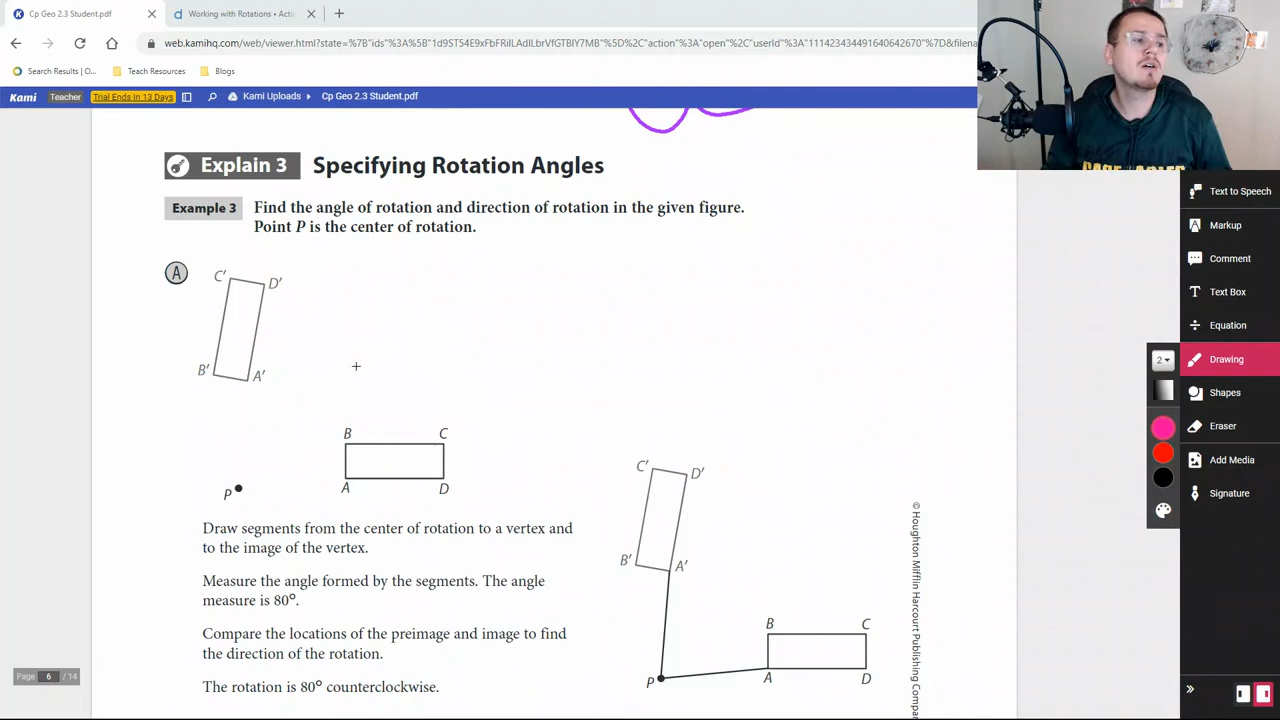 Cp Geo 2.3 Student.pdf
Working with Rotations • Acti
web.kamihq.com/web/viewer.html?state=%7B"ids"%3A%5B"1d9ST54E9xFbFRilLAdILbrVfGTBIY7MB"%5D%2C"action"%3A"open"%2C"userId"%3A"111423434491640642670"%7D&filena
Search Results | O...
Teach Resources
Blogs
Kami
Teacher
Trial Ends In 13 Days
Kami Uploads
Cp Geo 2.3 Student.pdf
Explain 3 Specifying Rotation Angles
Example 3 Find the angle of rotation and direction of rotation in the given figure.
Point P is the center of rotation.
A
C′
D′
B′
A′
B
C
P
A
D
Draw segments from the center of rotation to a vertex and
to the image of the vertex.
Measure the angle formed by the segments. The angle
measure is 80°.
Compare the locations of the preimage and image to find
the direction of the rotation.
The rotation is 80° counterclockwise.
C′
D′
B′
A′
B
C
P
A
D
© Houghton Mifflin Harcourt Publishing Compan
Page 6 / 14
Text to Speech
Markup
Comment
Text Box
Equation
2
Drawing
Shapes
Eraser
Add Media
Signature